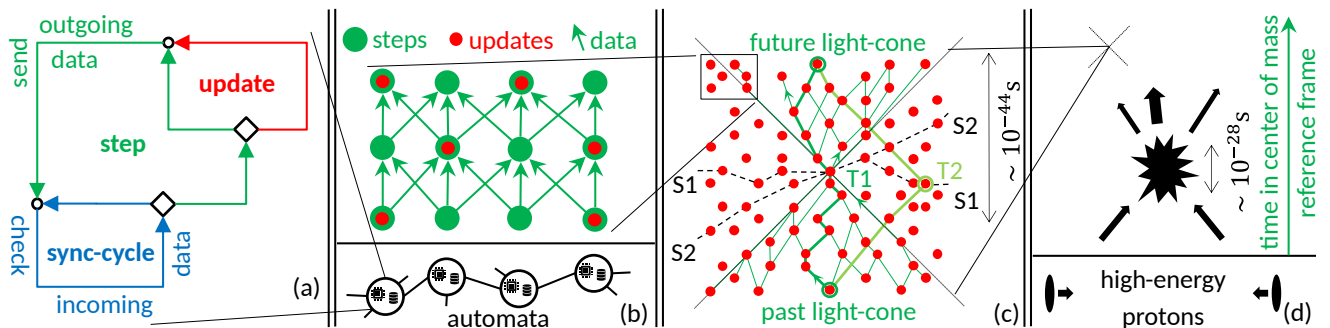 outgoing
data
send
update
step
check
sync-cycle
data
incoming
(a)
steps
updates
data
automata
(b)
future light-cone
~ 10⁻⁴⁴s
S2
T1
T2
S1
S1
S2
past light-cone
(c)
time in center of mass
reference frame
~ 10⁻²⁸s
high-energy
protons
(d)